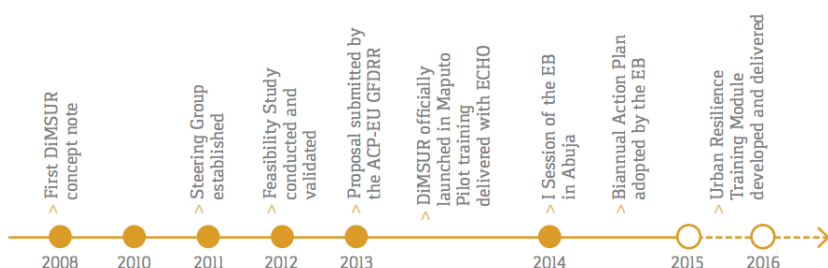 > First DiMSUR
concept note
> Steering Group
established
> Feasibility Study
conducted and
validated
> Proposal submitted by
the ACP-EU GFDRR
> DiMSUR officially
launched in Maputo
Pilot training
delivered with ECHO
> I Session of the EB
in Abuja
> Biannual Action Plan
adopted by the EB
> Urban Resilience
Training Module
developed and delivered
2008
2010
2011
2012
2013
2014
2015
2016